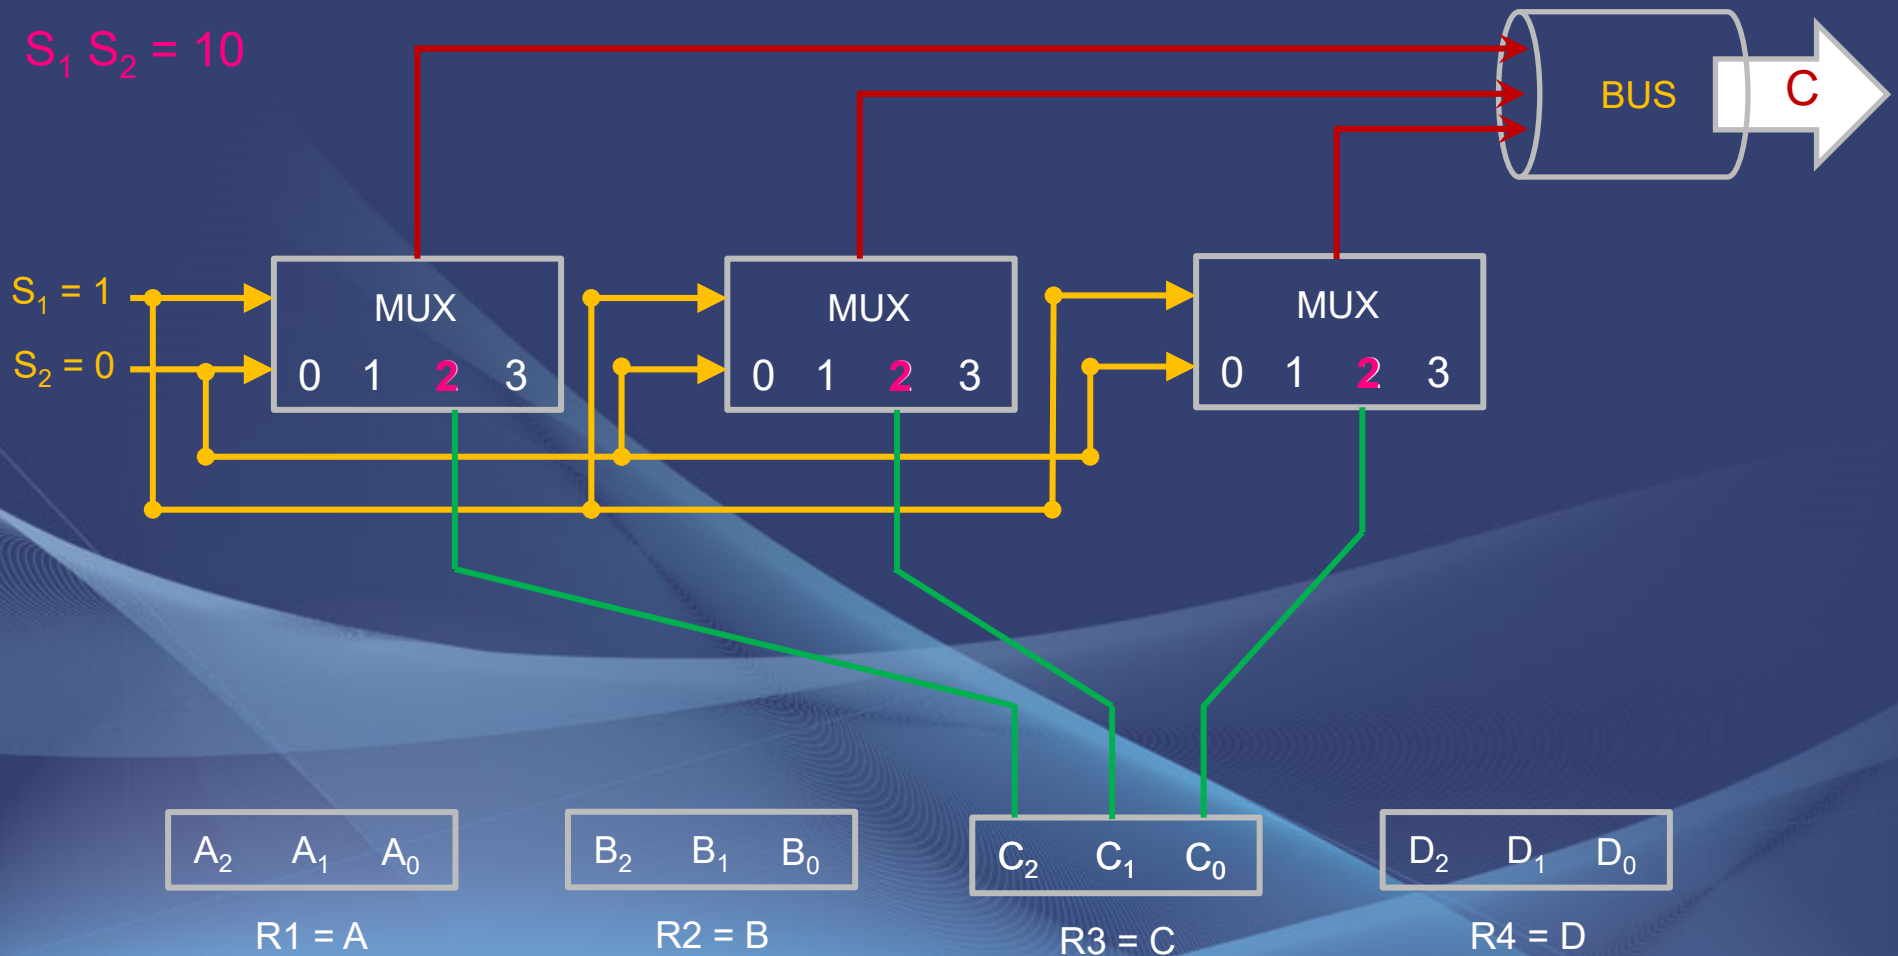 S₁ S₂ = 10
BUS
C
S₁ = 1
S₂ = 0
MUX
0 1 2 3
MUX
0 1 2 3
MUX
0 1 2 3
A₂ A₁ A₀
B₂ B₁ B₀
C₂ C₁ C₀
D₂ D₁ D₀
R1 = A
R2 = B
R3 = C
R4 = D